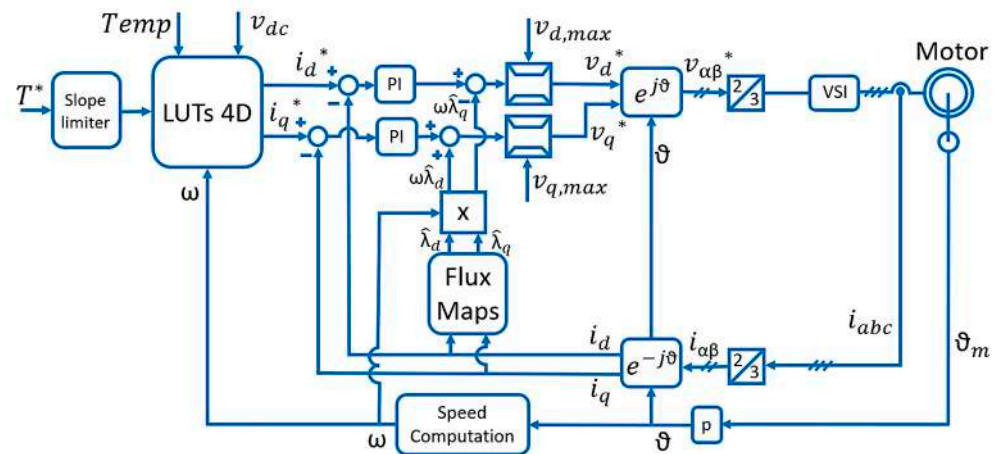 Temp
v_dc
v_d,max
Motor
T*
Slope
limiter
LUTs 4D
i_d*
+
-
PI
+
-
ωλ̂_q
v_d*
e^jϑ
v_αβ*
2/3
VSI
i_q*
+
-
PI
+
+
v_q*
ωλ̂_d
v_q,max
ϑ
ω
x
λ̂_d
λ̂_q
Flux
Maps
i_abc
i_d
i_αβ
e^-jϑ
2/3
ϑ_m
i_q
Speed
Computation
ω
ϑ
p